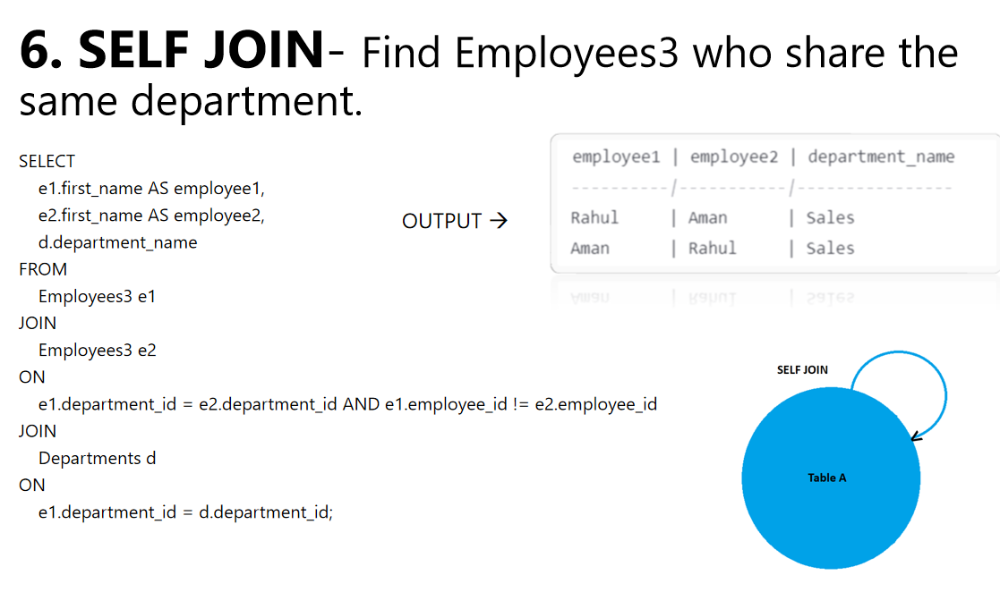 6. SELF JOIN- Find Employees3 who share the
same department.
SELECT
e1.first_name AS employee1,
e2.first_name AS employee2,
d.department_name
FROM
Employees3 e1
JOIN
Employees3 e2
ON
e1.department_id = e2.department_id AND e1.employee_id != e2.employee_id
JOIN
Departments d
ON
e1.department_id = d.department_id;
OUTPUT →
employee1 | employee2 | department_name
----------/-----------/----------------
Rahul | Aman | Sales
Aman | Rahul | Sales
SELF JOIN
Table A